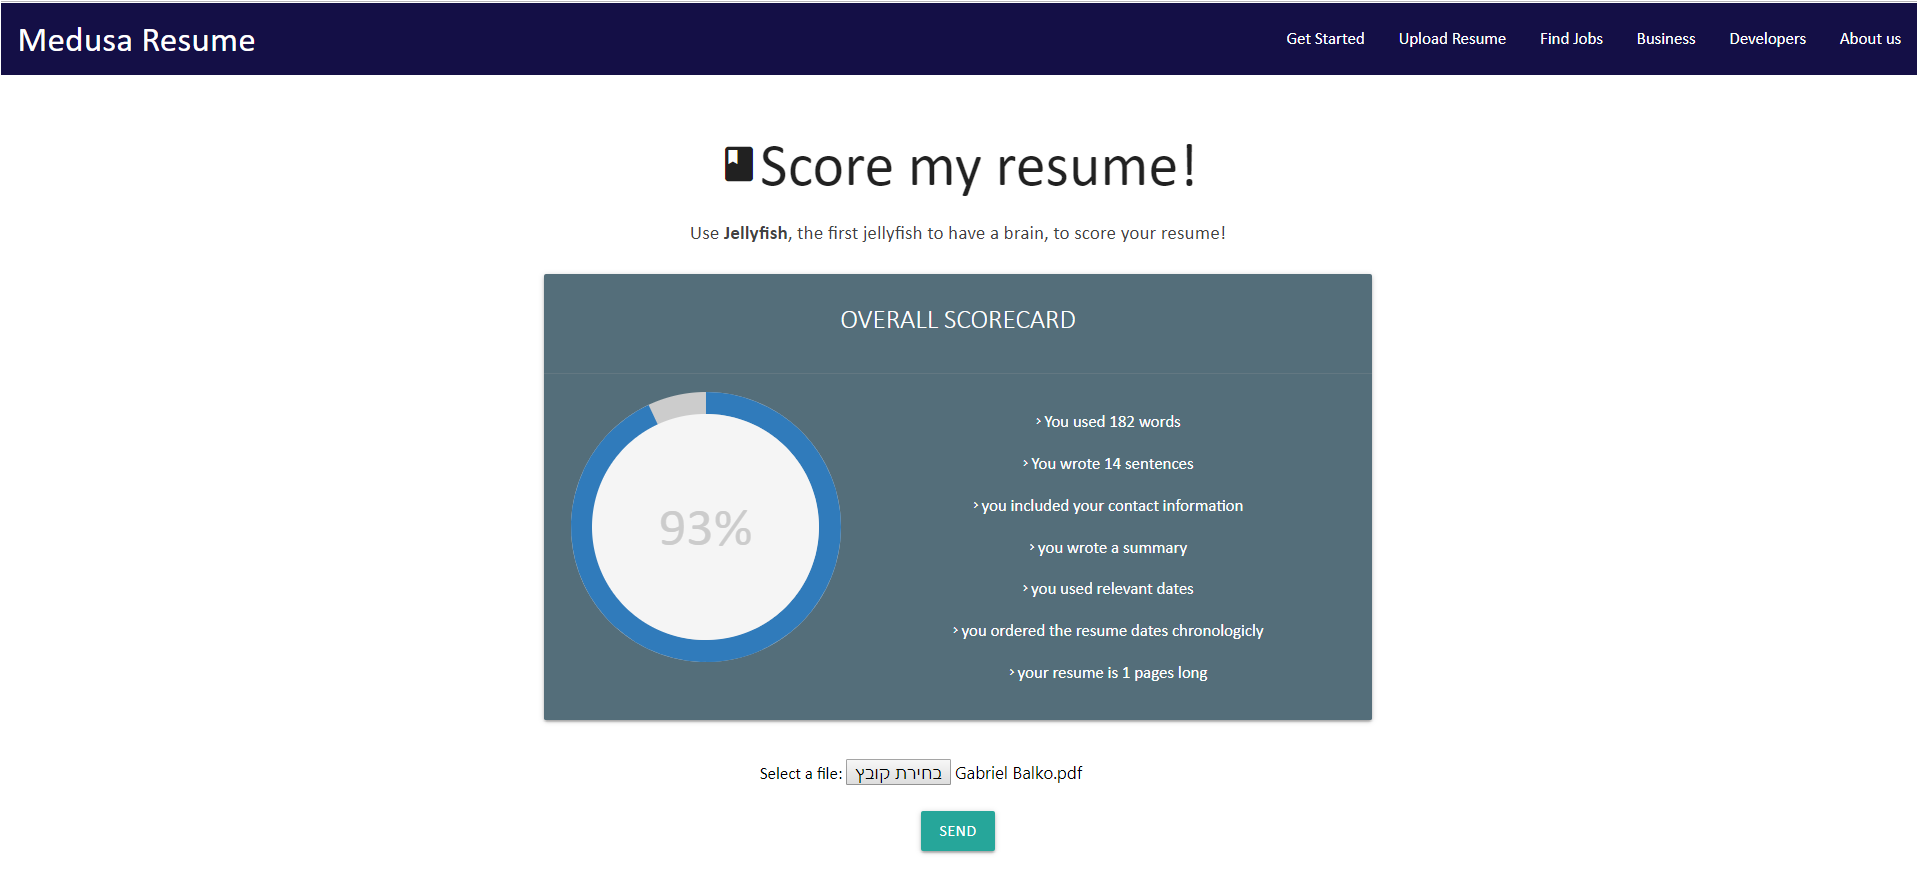 Medusa Resume
Get Started Upload Resume Find Jobs Business Developers About us
Score my resume!
Use Jellyfish, the first jellyfish to have a brain, to score your resume!
OVERALL SCORECARD
93%
› You used 182 words
› You wrote 14 sentences
› you included your contact information
› you wrote a summary
› you used relevant dates
› you ordered the resume dates chronologicly
› your resume is 1 pages long
Select a file: בחירת קובץ Gabriel Balko.pdf
SEND